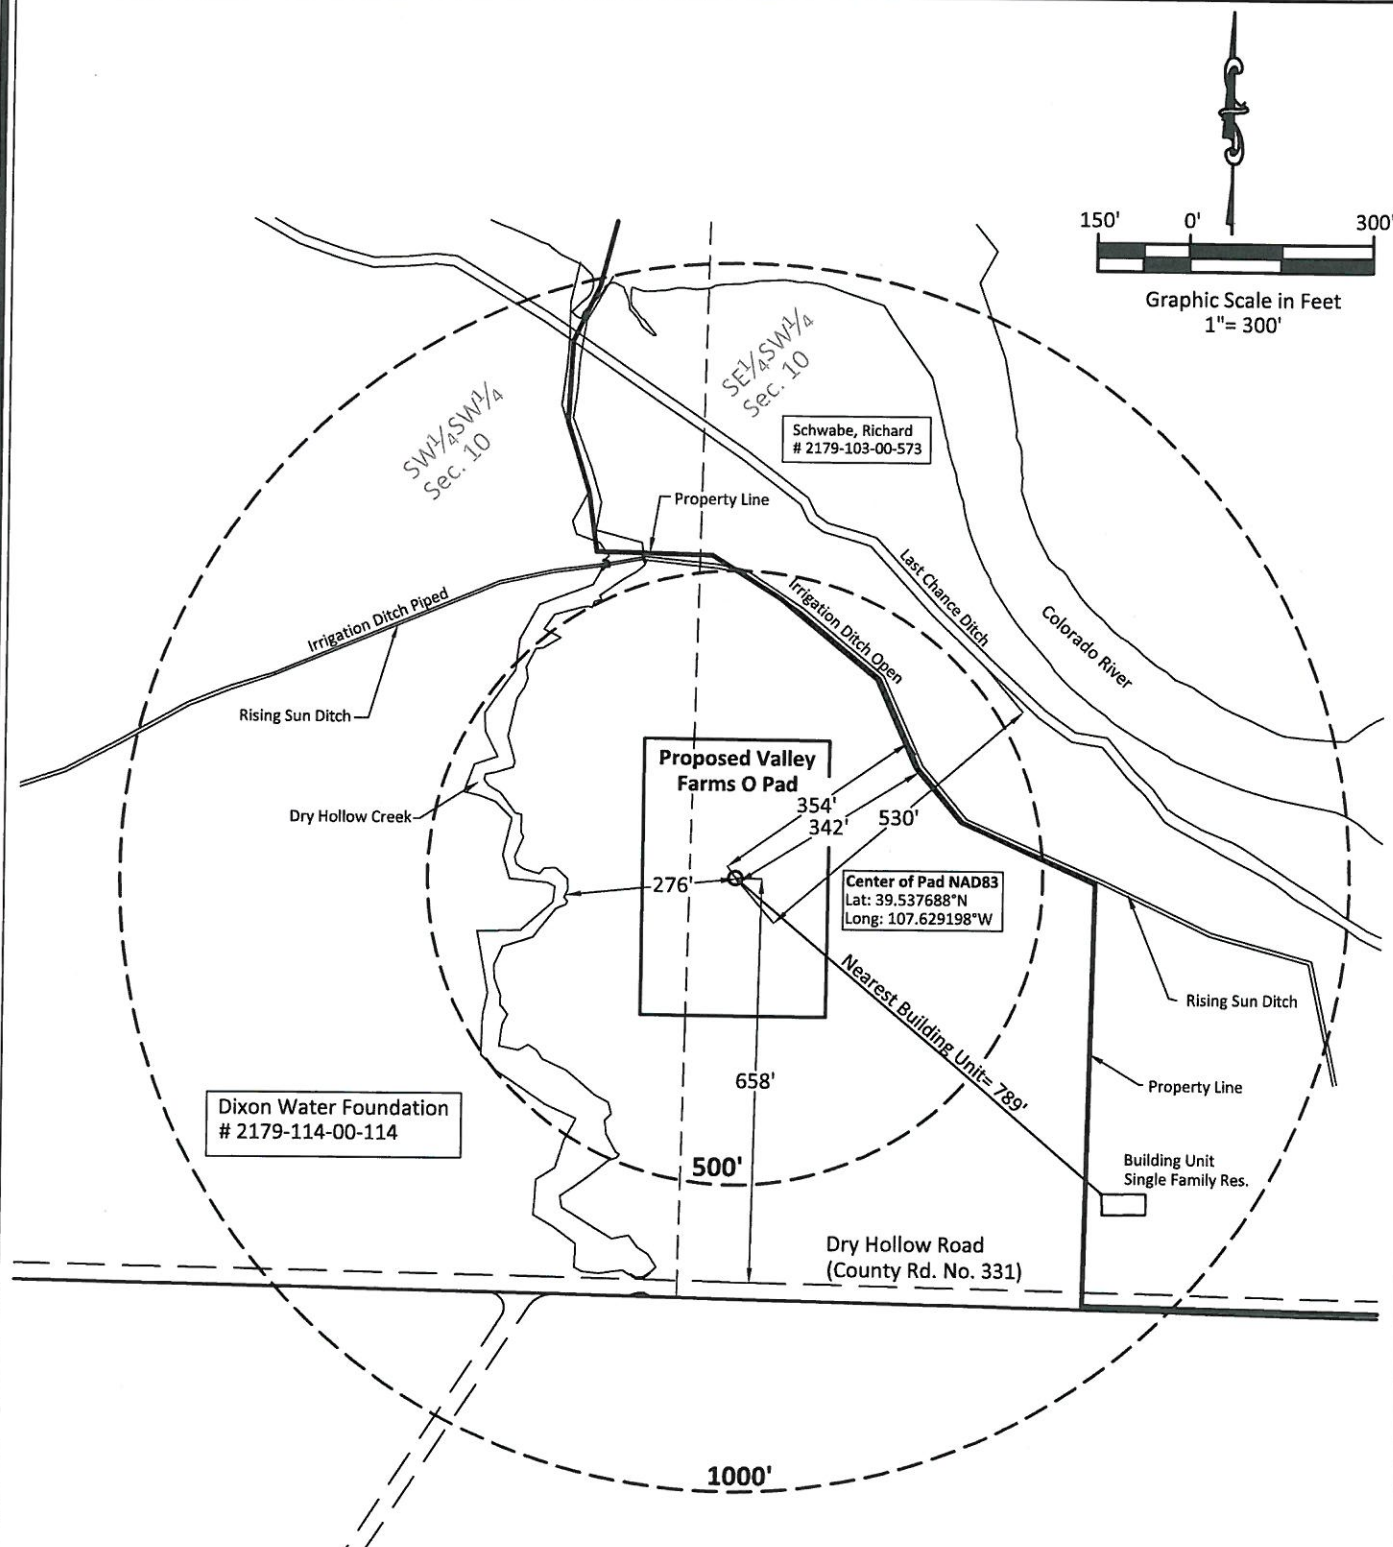 150'
0'
300'
Graphic Scale in Feet
1"= 300'
SW¼SW¼
Sec. 10
SE¼SW¼
Sec. 10
Schwabe, Richard
# 2179-103-00-573
Property Line
Last Chance Ditch
Colorado River
Irrigation Ditch Open
Irrigation Ditch Piped
Rising Sun Ditch
Proposed Valley
Farms O Pad
Dry Hollow Creek
354'
342'
530'
276'
Center of Pad NAD83
Lat: 39.537688°N
Long: 107.629198°W
Nearest Building Unit= 789'
Rising Sun Ditch
658'
Property Line
Dixon Water Foundation
# 2179-114-00-114
500'
Building Unit
Single Family Res.
Dry Hollow Road
(County Rd. No. 331)
1000'